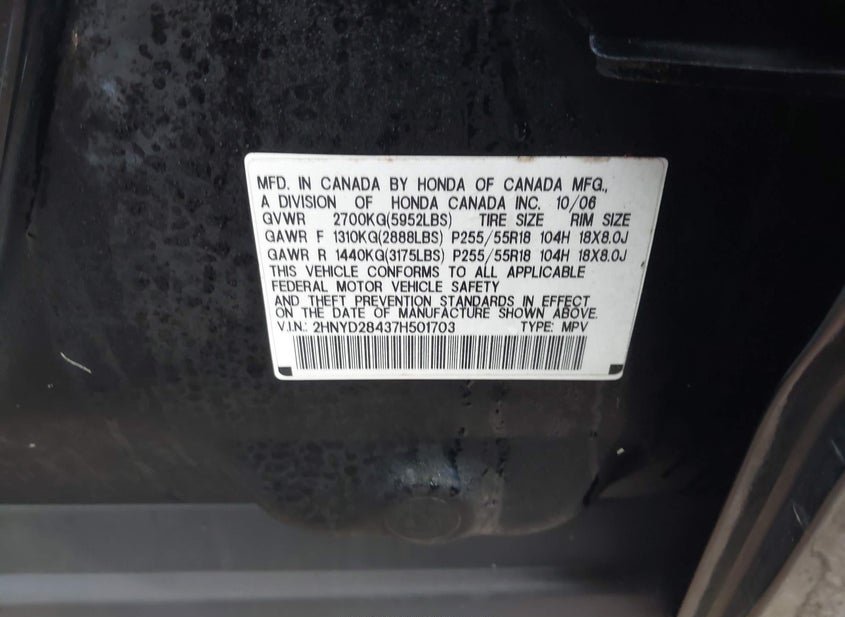 MFD. IN CANADA BY HONDA OF CANADA MFG.,
A DIVISION OF HONDA CANADA INC. 10/06
GVWR 2700KG(5952LBS) TIRE SIZE RIM SIZE
GAWR F 1310KG(2888LBS) P255/55R18 104H 18X8.0J
GAWR R 1440KG(3175LBS) P255/55R18 104H 18X8.0J
THIS VEHICLE CONFORMS TO ALL APPLICABLE
FEDERAL MOTOR VEHICLE SAFETY
AND THEFT PREVENTION STANDARDS IN EFFECT
ON THE DATE OF MANUFACTURE SHOWN ABOVE.
V.I.N.: 2HNYD28437H501703 TYPE: MPV